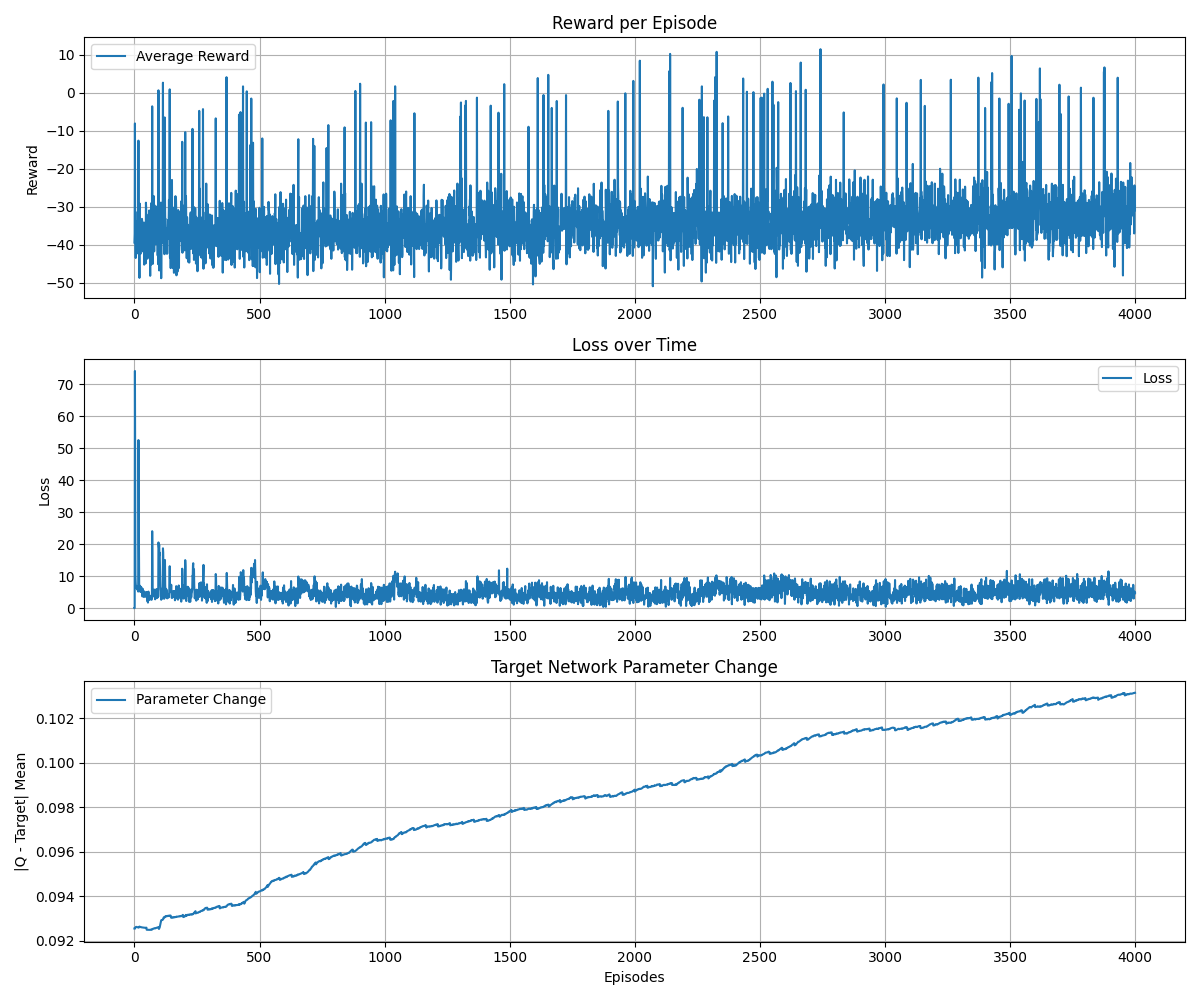 Reward per Episode
Average Reward
Reward
10
0
−10
−20
−30
−40
−50
0 500 1000 1500 2000 2500 3000 3500 4000
Loss over Time
Loss
Loss
70
60
50
40
30
20
10
0
0 500 1000 1500 2000 2500 3000 3500 4000
Target Network Parameter Change
Parameter Change
|Q - Target| Mean
0.102
0.100
0.098
0.096
0.094
0.092
0 500 1000 1500 2000 2500 3000 3500 4000
Episodes